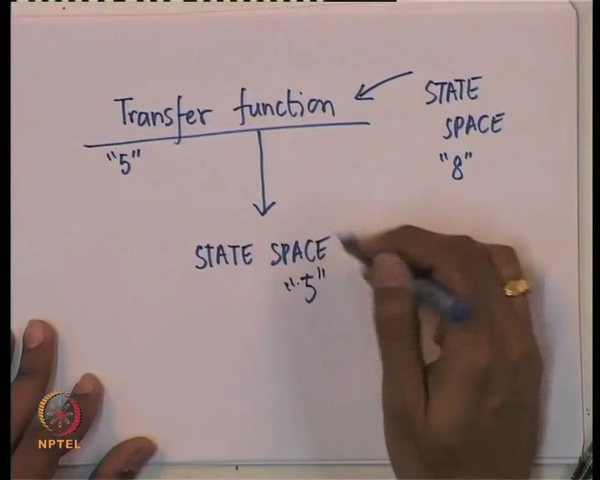 Transfer function
STATE
SPACE
"5"
"8"
STATE SPACE
"5"
NPTEL